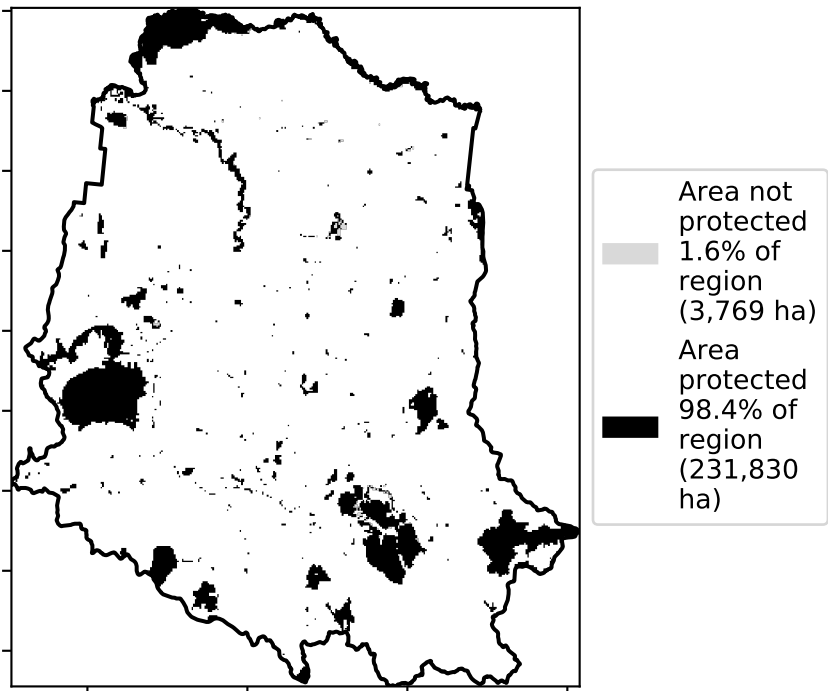 Area not
protected
1.6% of
region
(3,769 ha)
Area
protected
98.4% of
region
(231,830
ha)